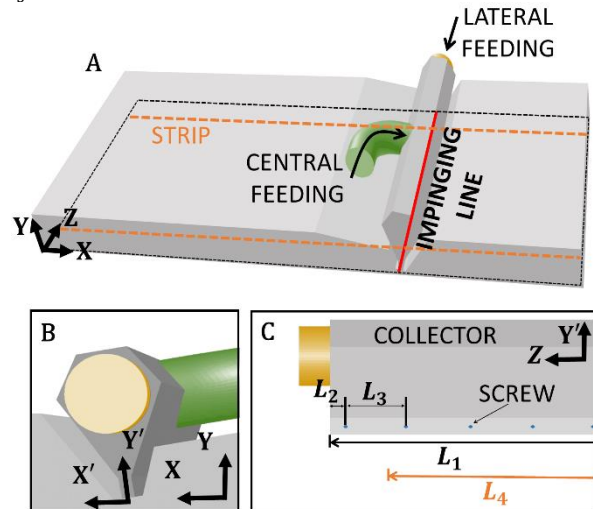 LATERAL
FEEDING
A
STRIP
CENTRAL
FEEDING
IMPINGING
LINE
Y
Z
X
B
Y'
Y
X'
X
C
COLLECTOR
Y'
Z
L₂
L₃
SCREW
L₁
L₄